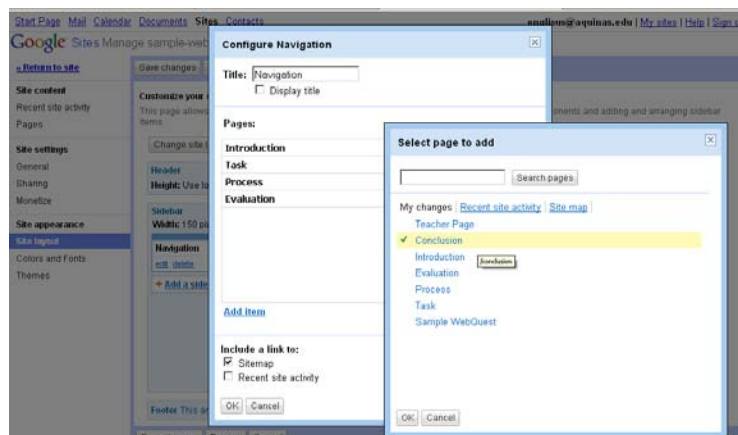 Start Page Mail Calendar Documents Sites Contacts
@aquinas.edu | My sites | Help | Sign
Google Sites Manage sample-web
« Return to site
Site content
Recent site activity
Pages
Site settings
General
Sharing
Monetize
Site appearance
Site layout
Colors and Fonts
Themes
Save changes
Customize your
This page allows
items.
onents and adding and arranging sidebar
Change site
Header
Height: Use
Sidebar
Width: 150
Navigation
edit delete
+ Add a side
Footer This
Configure Navigation
Title: Navigation
Display title
Pages:
Introduction
Task
Process
Evaluation
Add item
Include a link to:
Sitemap
Recent site activity
OK Cancel
Select page to add
Search pages
My changes Recent site activity Site map
Teacher Page
Conclusion
Introduction
/conclusion
Evaluation
Process
Task
Sample WebQuest
OK Cancel